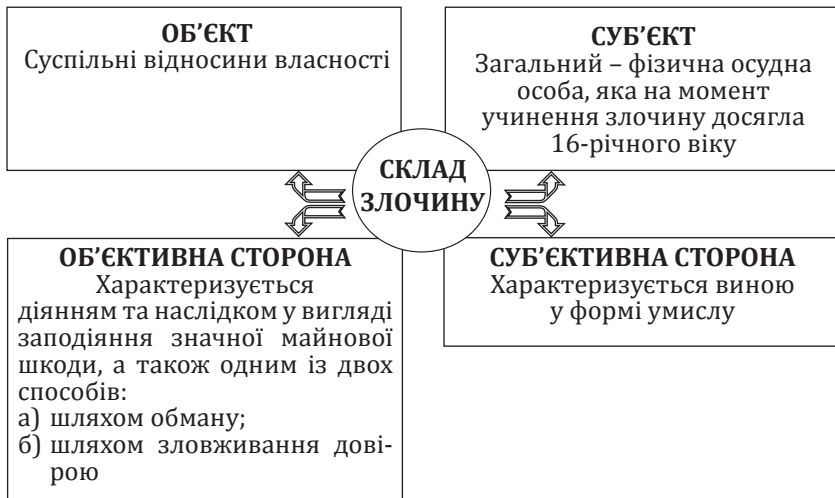 ОБ’ЄКТ
Суспільні відносини власності
СУБ’ЄКТ
Загальний – фізична осудна
особа, яка на момент
учинення злочину досягла
16-річного віку
СКЛАД
ЗЛОЧИНУ
ОБ’ЄКТИВНА СТОРОНА
Характеризується
діянням та наслідком у вигляді
заподіяння значної майнової
шкоди, а також одним із двох
способів:
а) шляхом обману;
б) шляхом зловживання дові-
рою
СУБ’ЄКТИВНА СТОРОНА
Характеризується виною
у формі умислу